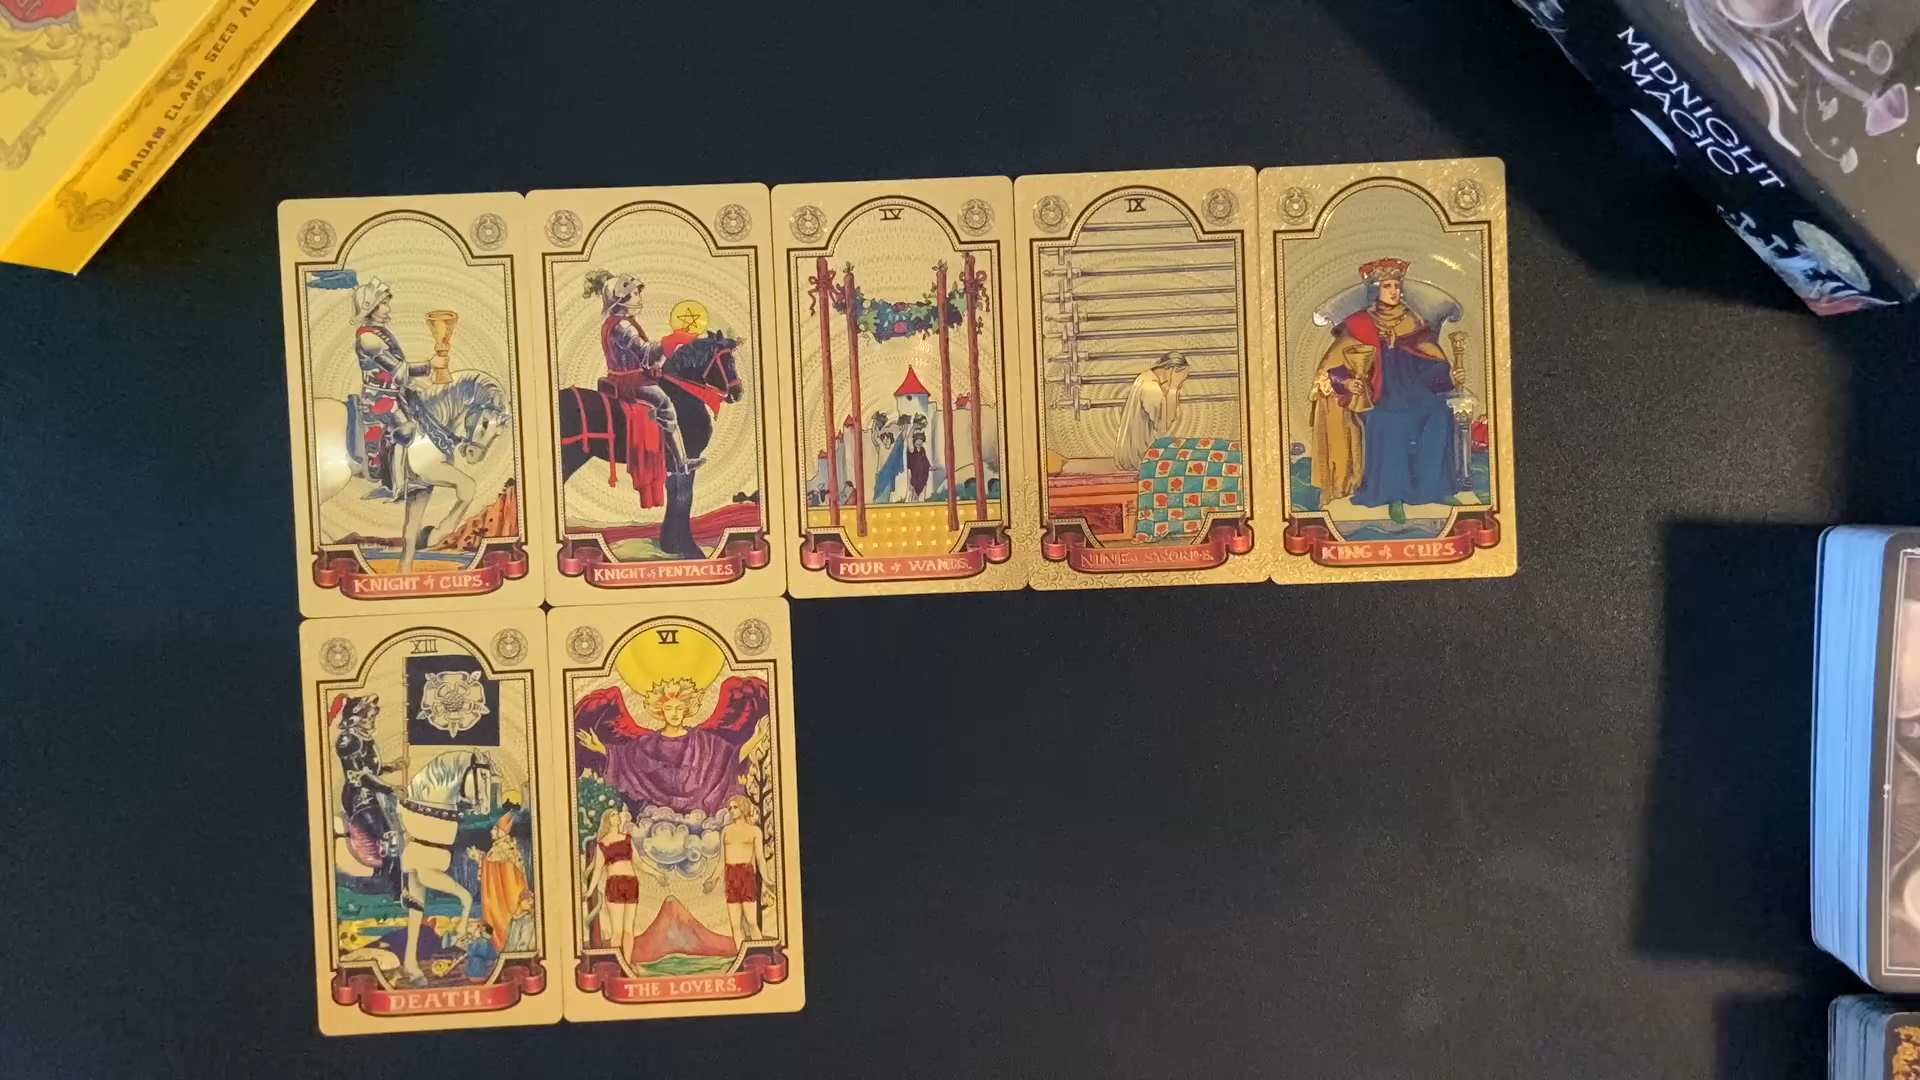 MADAM CLARA SEES AL
MIDNIGHT
MAGIC
KNIGHT of CUPS.
KNIGHT of PENTACLES.
IV
FOUR of WANDS.
IX
NINE of SWORDS.
KING of CUPS.
XIII
DEATH.
VI
THE LOVERS.